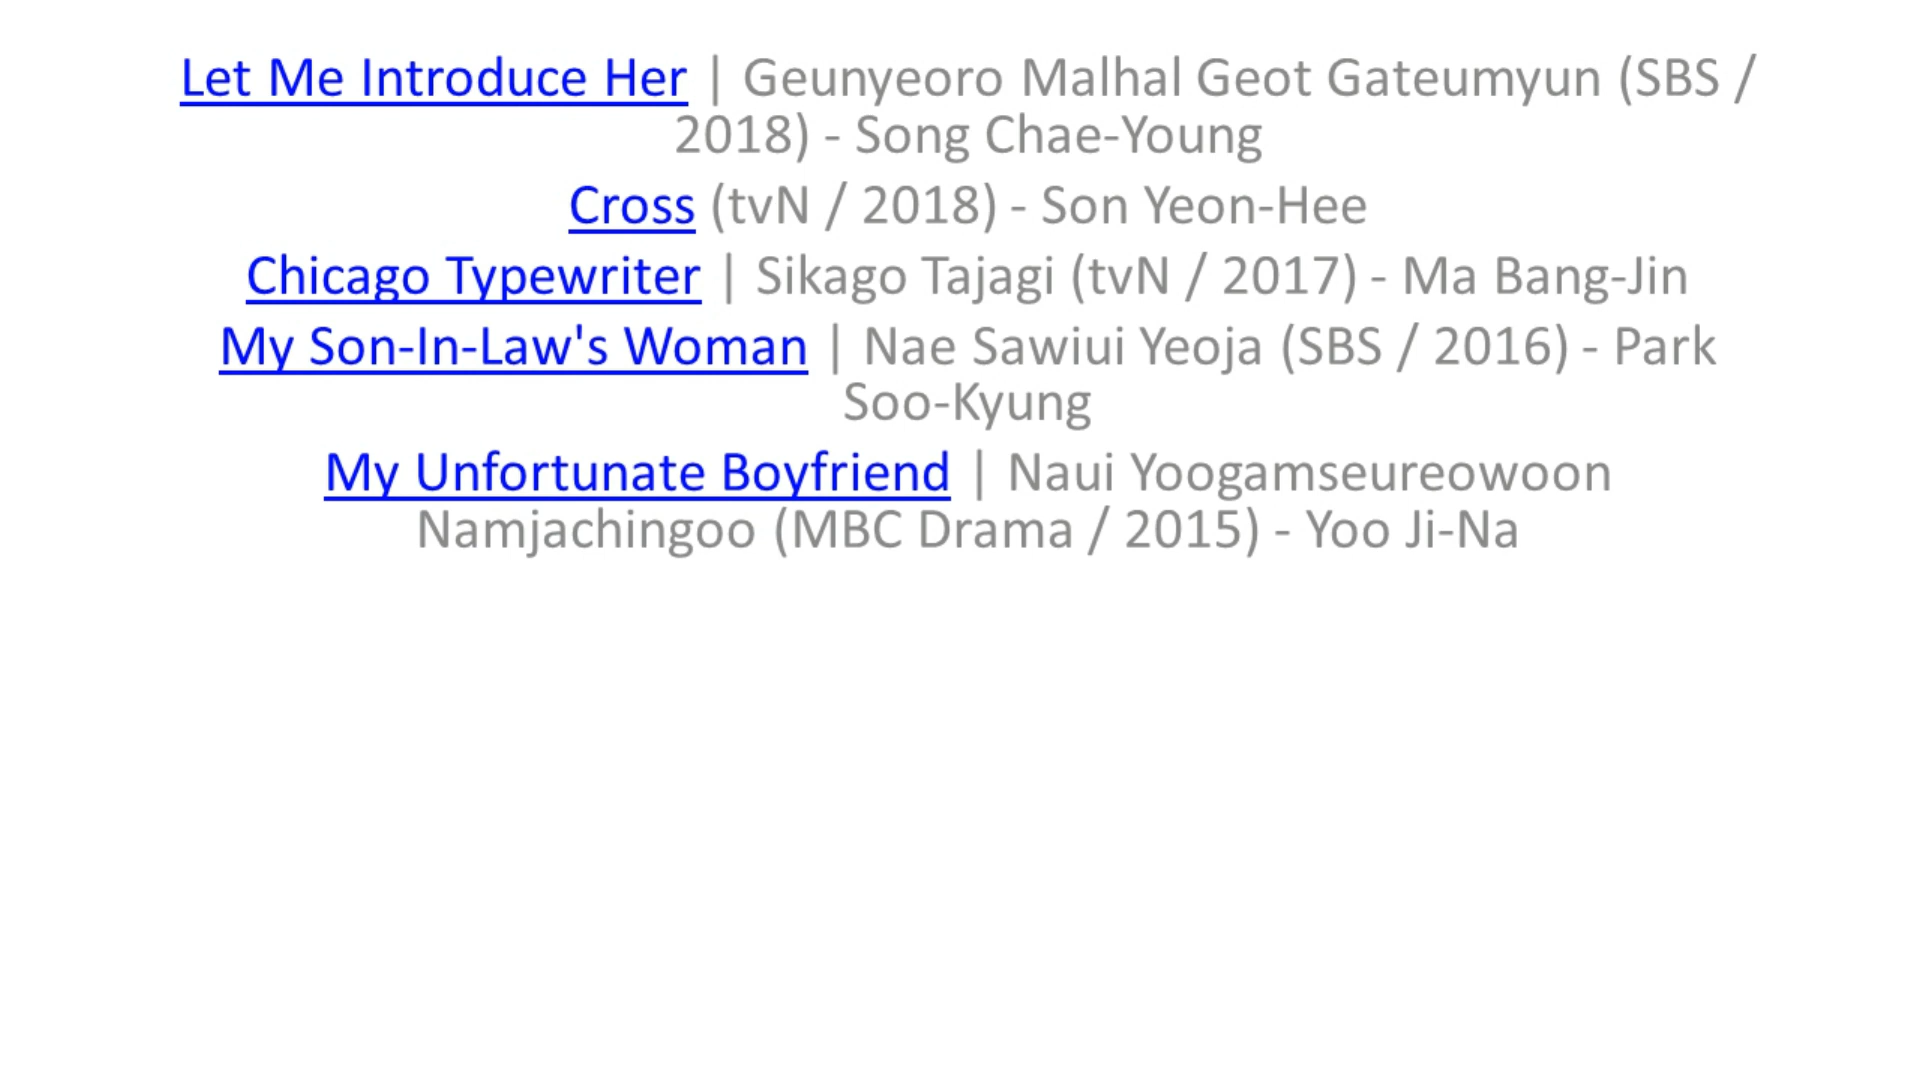 Let Me Introduce Her | Geunyeoro Malhal Geot Gateumyun (SBS /
2018) - Song Chae-Young
Cross (tvN / 2018) - Son Yeon-Hee
Chicago Typewriter | Sikago Tajagi (tvN / 2017) - Ma Bang-Jin
My Son-In-Law's Woman | Nae Sawiui Yeoja (SBS / 2016) - Park
Soo-Kyung
My Unfortunate Boyfriend | Naui Yoogamseureowoon
Namjachingoo (MBC Drama / 2015) - Yoo Ji-Na